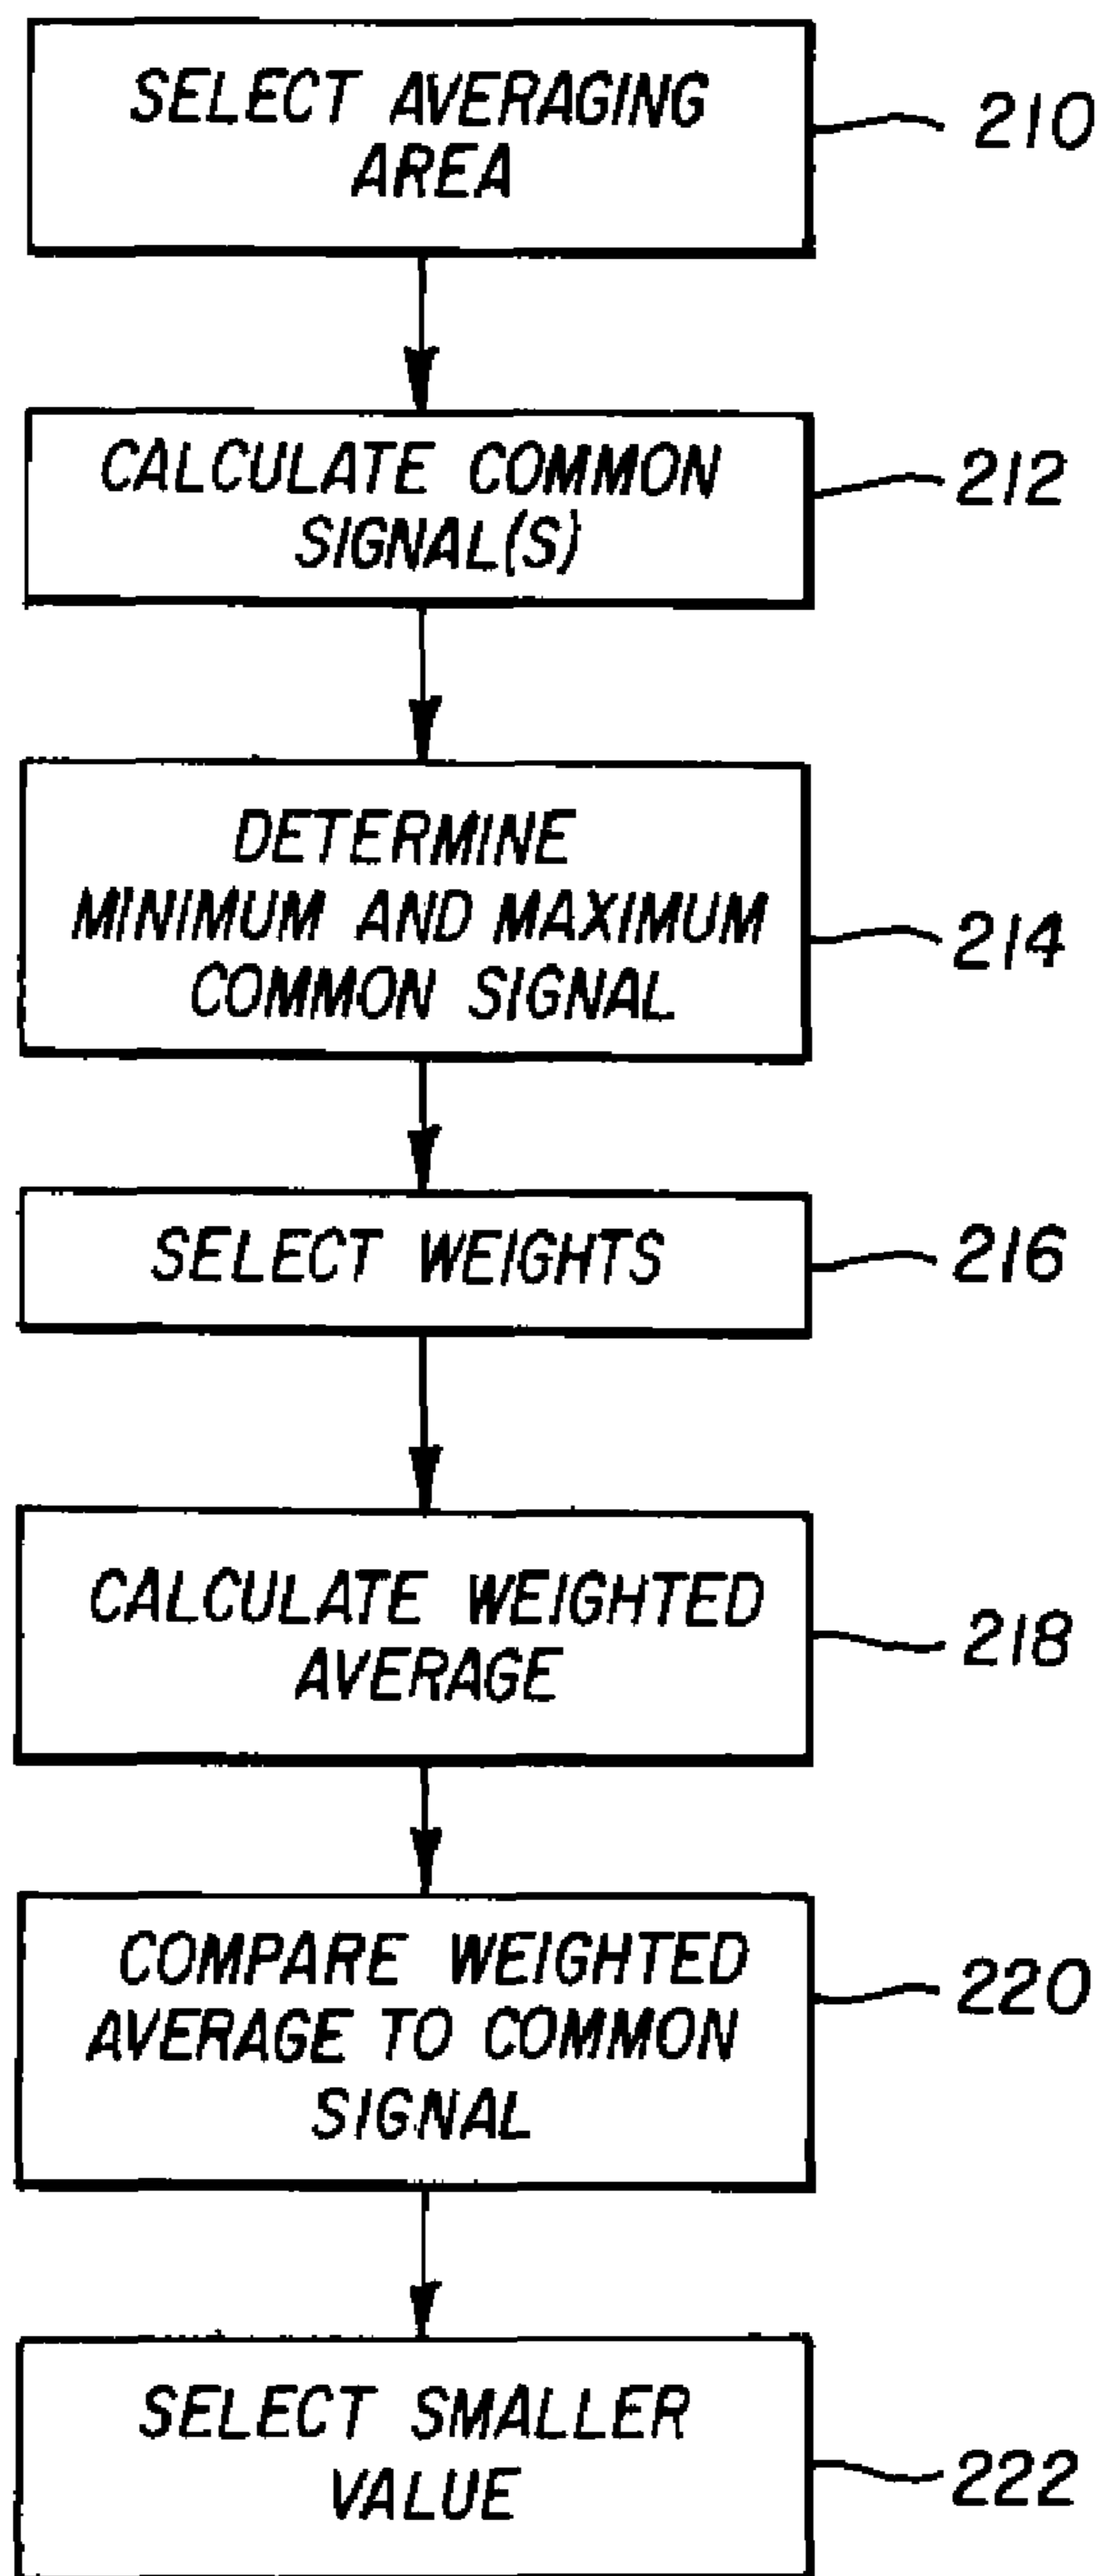 SELECT AVERAGING
AREA
210
CALCULATE COMMON
SIGNAL(S)
212
DETERMINE
MINIMUM AND MAXIMUM
COMMON SIGNAL
214
SELECT WEIGHTS
216
CALCULATE WEIGHTED
AVERAGE
218
COMPARE WEIGHTED
AVERAGE TO COMMON
SIGNAL
220
SELECT SMALLER
VALUE
222